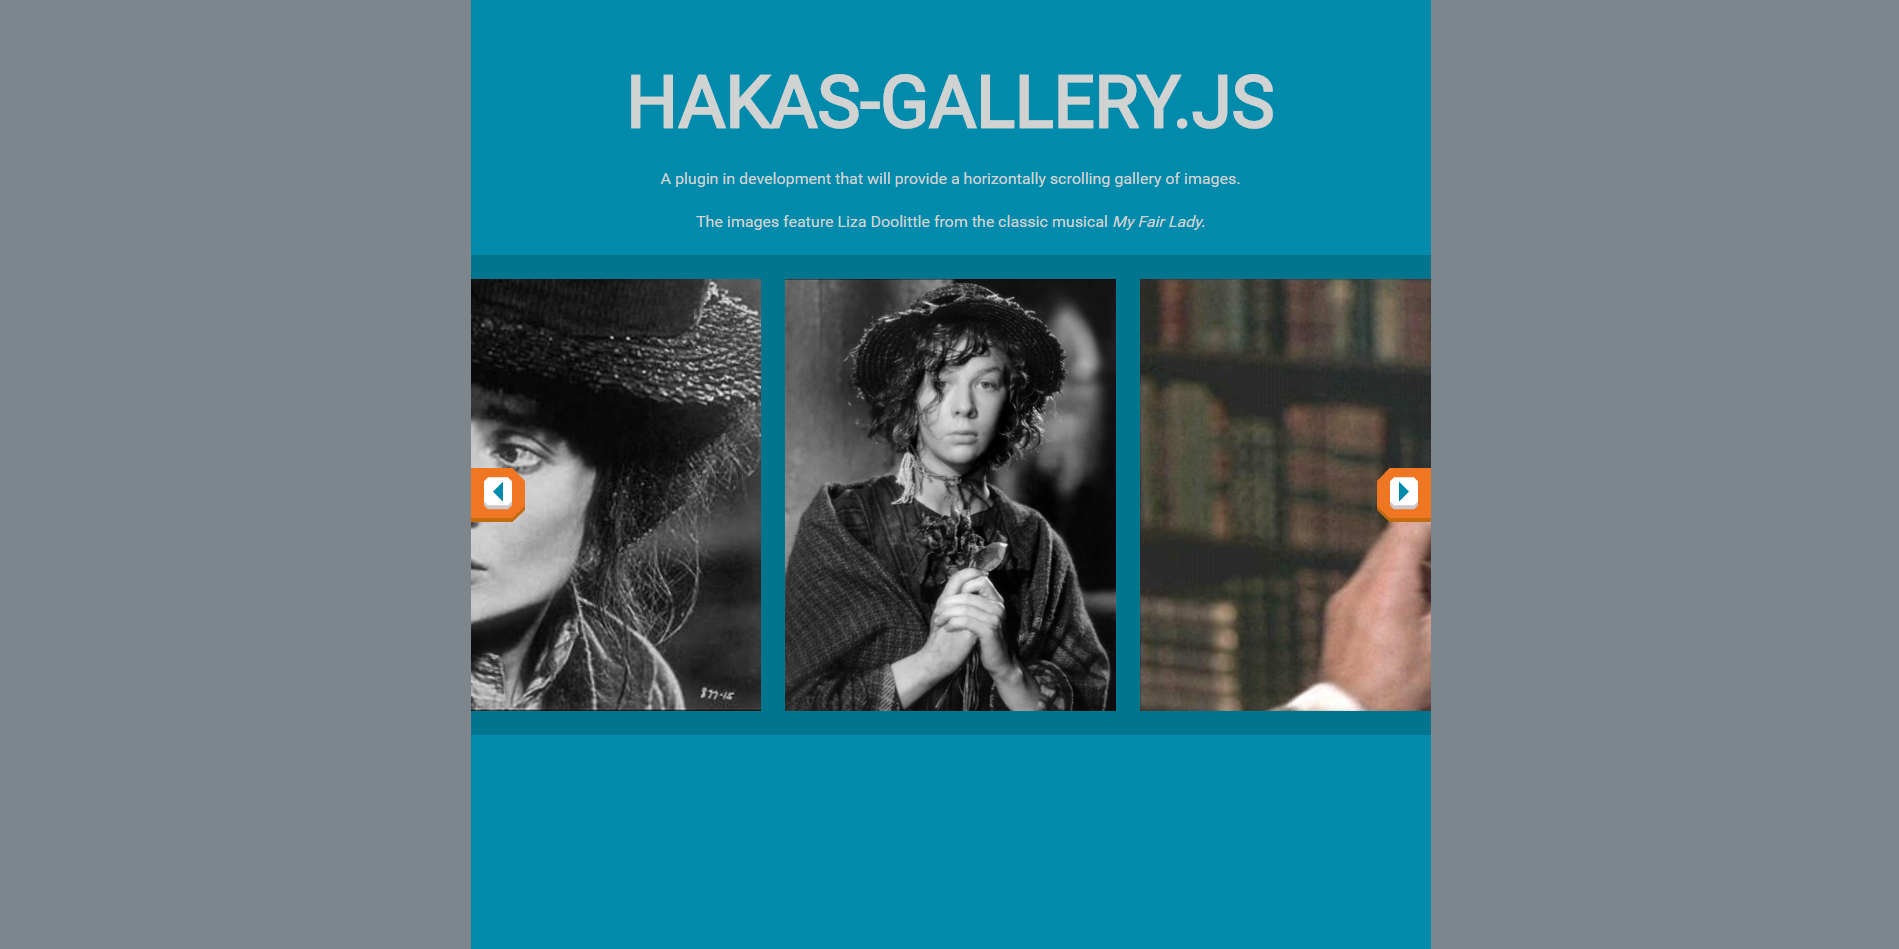 HAKAS-GALLERY.JS
A plugin in development that will provide a horizontally scrolling gallery of images.
The images feature Liza Doolittle from the classic musical My Fair Lady.
877-15